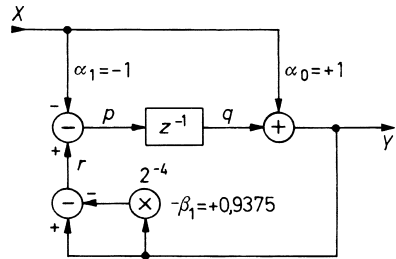 X
α₁=-1
α₀=+1
-
p
q
-
z⁻¹
+
+
r
Y
2⁻⁴
-
-
×
-β₁=+0,9375
+